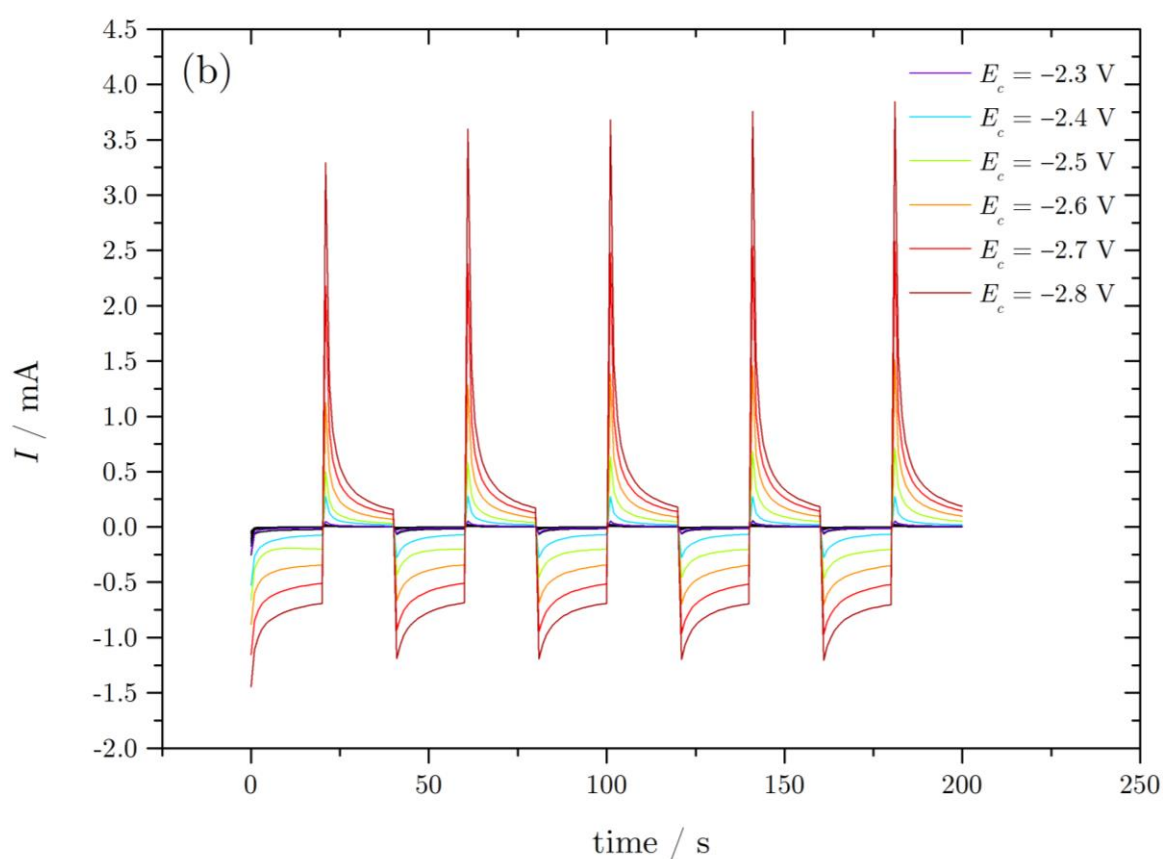 (b)
E_c = –2.3 V
E_c = –2.4 V
E_c = –2.5 V
E_c = –2.6 V
E_c = –2.7 V
E_c = –2.8 V
4.5
4.0
3.5
3.0
2.5
2.0
1.5
1.0
0.5
0.0
-0.5
-1.0
-1.5
-2.0
I / mA
0 50 100 150 200 250
time / s